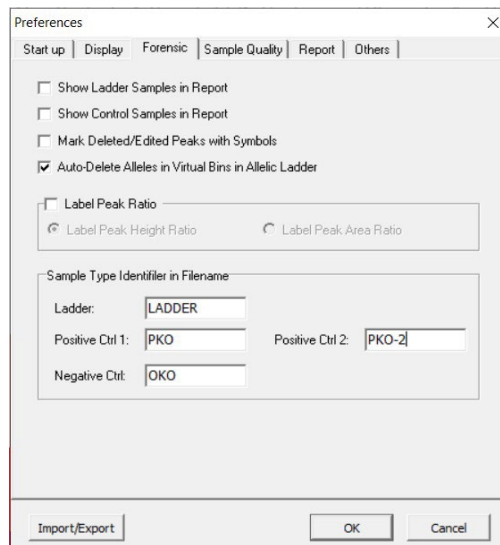 Preferences
Start up Display Forensic Sample Quality Report Others
Show Ladder Samples in Report
Show Control Samples in Report
Mark Deleted/Edited Peaks with Symbols
Auto-Delete Alleles in Virtual Bins in Allelic Ladder
Label Peak Ratio
Label Peak Height Ratio Label Peak Area Ratio
Sample Type Identifiler in Filename
Ladder: LADDER
Positive Ctrl 1: PKO Positive Ctrl 2: PKO-2
Negative Ctrl: OKO
Import/Export OK Cancel